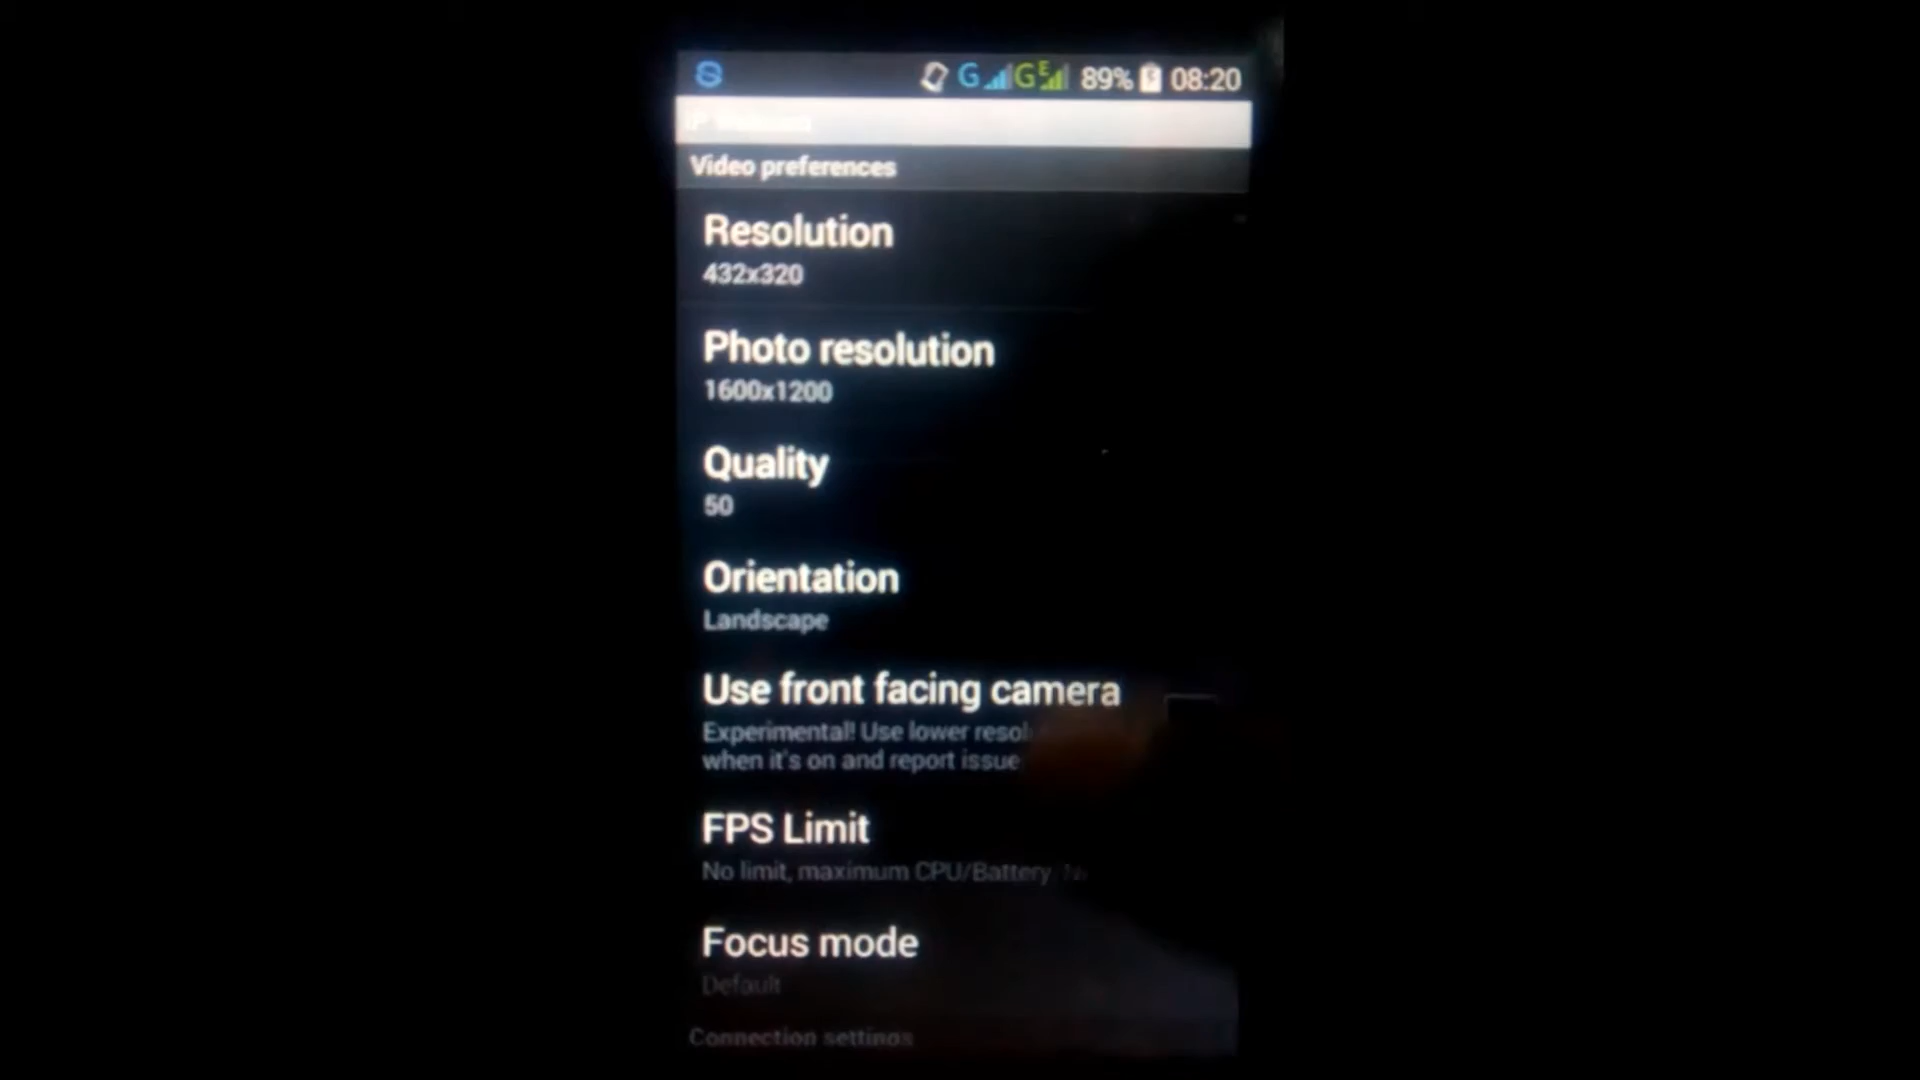 G G E 89% 08:20
IP Webcam
Video preferences
Resolution
432x320
Photo resolution
1600x1200
Quality
50
Orientation
Landscape
Use front facing camera
Experimental! Use lower
when it's on and report issue
FPS Limit
No limit, maximum CPU/Battery
Focus mode
Default
Connection settings